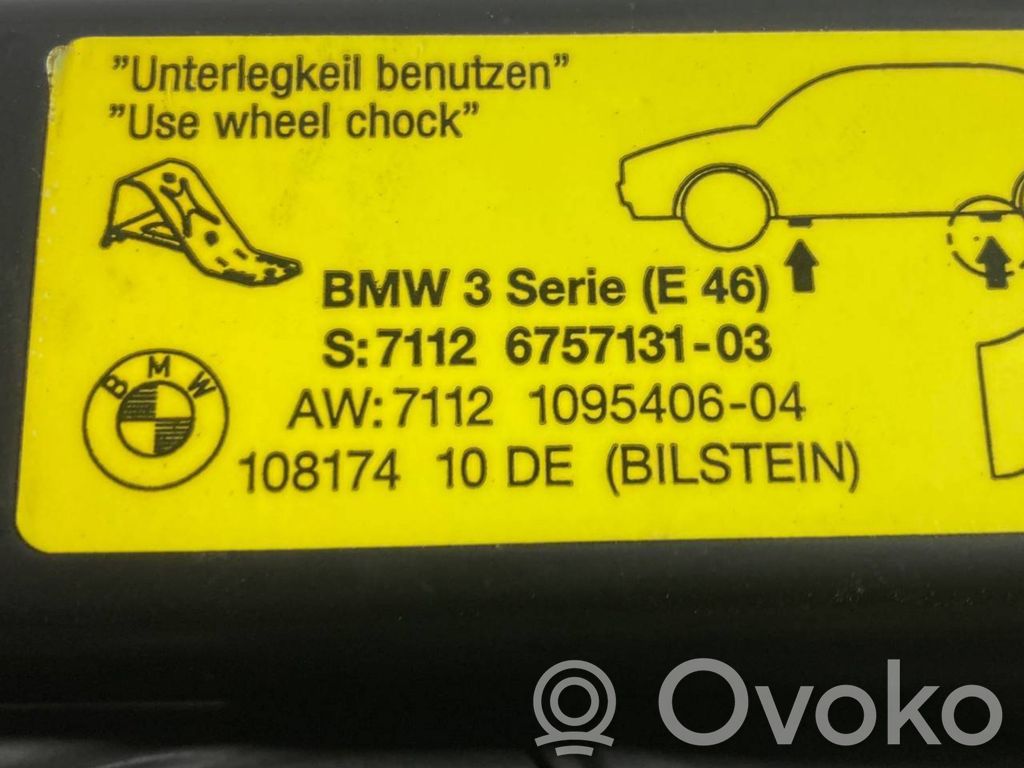 "Unterlegkeil benutzen"
"Use wheel chock"
BMW 3 Serie (E 46)
S:7112 6757131-03
BMW
AW:7112 1095406-04
108174 10 DE (BILSTEIN)
Ovoko